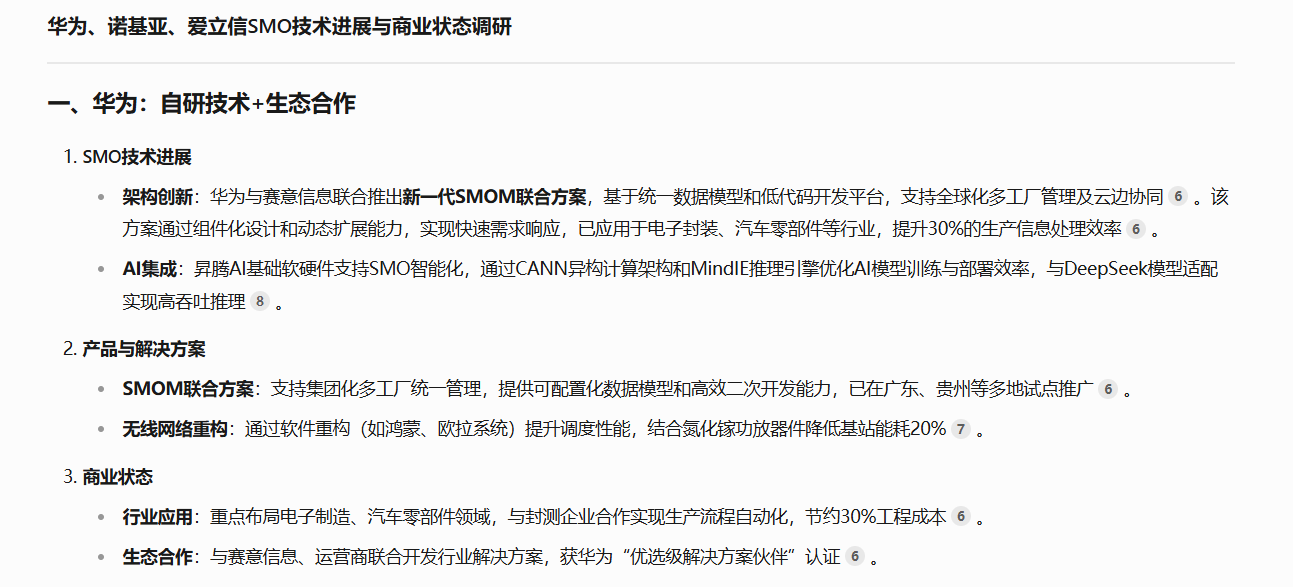 华为、诺基亚、爱立信SMO技术进展与商业状态调研
一、华为：自研技术+生态合作
1. SMO技术进展
• 架构创新：华为与赛意信息联合推出新一代SMOM联合方案，基于统一数据模型和低代码开发平台，支持全球化多工厂管理及云边协同 6 。该
方案通过组件化设计和动态扩展能力，实现快速需求响应，已应用于电子封装、汽车零部件等行业，提升30%的生产信息处理效率 6 。
• AI集成：昇腾AI基础软硬件支持SMO智能化，通过CANN异构计算架构和MindIE推理引擎优化AI模型训练与部署效率，与DeepSeek模型适配
实现高吞吐推理 8 。
2. 产品与解决方案
• SMOM联合方案：支持集团化多工厂统一管理，提供可配置化数据模型和高效二次开发能力，已在广东、贵州等多地试点推广 6 。
• 无线网络重构：通过软件重构（如鸿蒙、欧拉系统）提升调度性能，结合氮化镓功放器件降低基站能耗20% 7 。
3. 商业状态
• 行业应用：重点布局电子制造、汽车零部件领域，与封测企业合作实现生产流程自动化，节约30%工程成本 6 。
• 生态合作：与赛意信息、运营商联合开发行业解决方案，获华为“优选级解决方案伙伴”认证 6 。